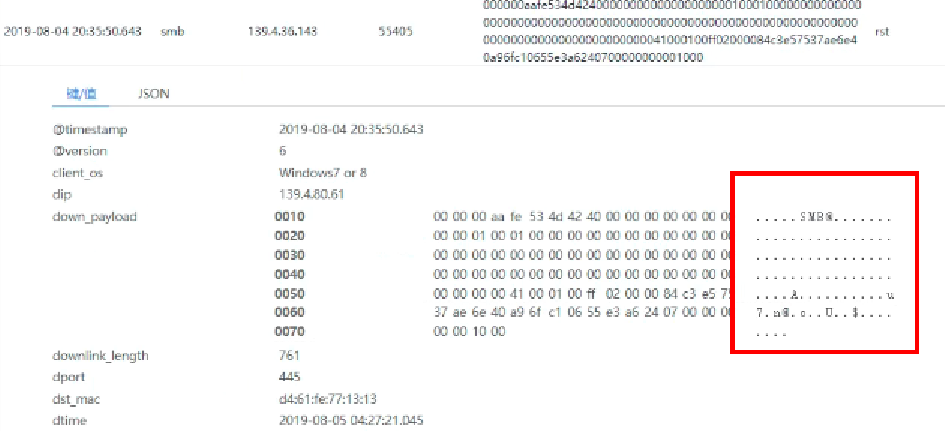 000000aafe534d4240000000000000000000010001000000000000000
00000000000000000000000000000000000000000000000000000000
2019-08-04 20:35:50.643 smb 139.4.36.143 55405 rst
000000000000000000000000041000100ff02000084c3e57537ae6e4
0a96fc10655e3a6240700000000001000
键/值 JSON
@timestamp 2019-08-04 20:35:50.643
@version 6
client_os Windows7 or 8
dip 139.4.80.61
down_payload 0010 00 00 00 aa fe 53 4d 42 40 00 00 00 00 00 00 00 .....SMB@.......
0020 00 00 01 00 01 00 00 00 00 00 00 00 00 00 00 00 ................
0030 00 00 00 00 00 00 00 00 00 00 00 00 00 00 00 00 ................
0040 00 00 00 00 00 00 00 00 00 00 00 00 00 00 00 00 ................
0050 00 00 00 00 41 00 01 00 ff 02 00 00 84 c3 e5 75 ....A..........u
0060 37 ae 6e 40 a9 6f c1 06 55 e3 a6 24 07 00 00 00 7.n@.o..U..$....
0070 00 00 10 00 ....
downlink_length 761
dport 445
dst_mac d4:61:fe:77:13:13
dtime 2019-08-05 04:27:21.045